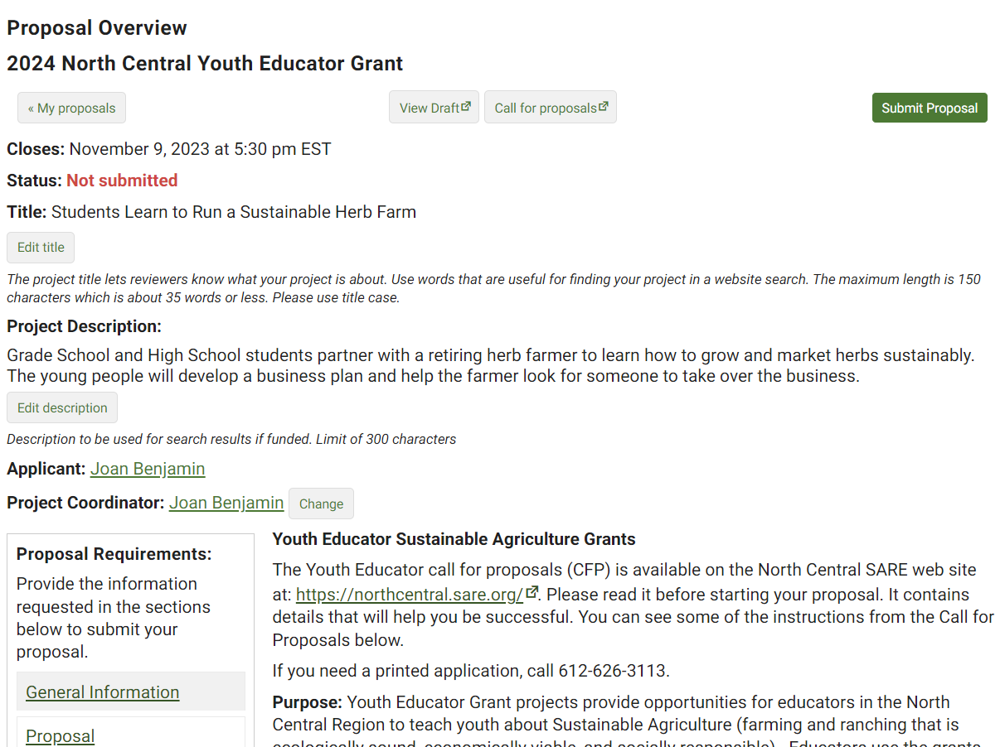 Proposal Overview
2024 North Central Youth Educator Grant
« My proposals
View Draft
Call for proposals
Submit Proposal
Closes: November 9, 2023 at 5:30 pm EST
Status: Not submitted
Title: Students Learn to Run a Sustainable Herb Farm
Edit title
The project title lets reviewers know what your project is about. Use words that are useful for finding your project in a website search. The maximum length is 150
characters which is about 35 words or less. Please use title case.
Project Description:
Grade School and High School students partner with a retiring herb farmer to learn how to grow and market herbs sustainably.
The young people will develop a business plan and help the farmer look for someone to take over the business.
Edit description
Description to be used for search results if funded. Limit of 300 characters
Applicant: Joan Benjamin
Project Coordinator: Joan Benjamin Change
Proposal Requirements:
Provide the information
requested in the sections
below to submit your
proposal.
General Information
Proposal
Youth Educator Sustainable Agriculture Grants
The Youth Educator call for proposals (CFP) is available on the North Central SARE web site
at: https://northcentral.sare.org/. Please read it before starting your proposal. It contains
details that will help you be successful. You can see some of the instructions from the Call for
Proposals below.
If you need a printed application, call 612-626-3113.
Purpose: Youth Educator Grant projects provide opportunities for educators in the North
Central Region to teach youth about Sustainable Agriculture (farming and ranching that is
ecologically sound, economically viable, and socially responsible). Educators use the grants